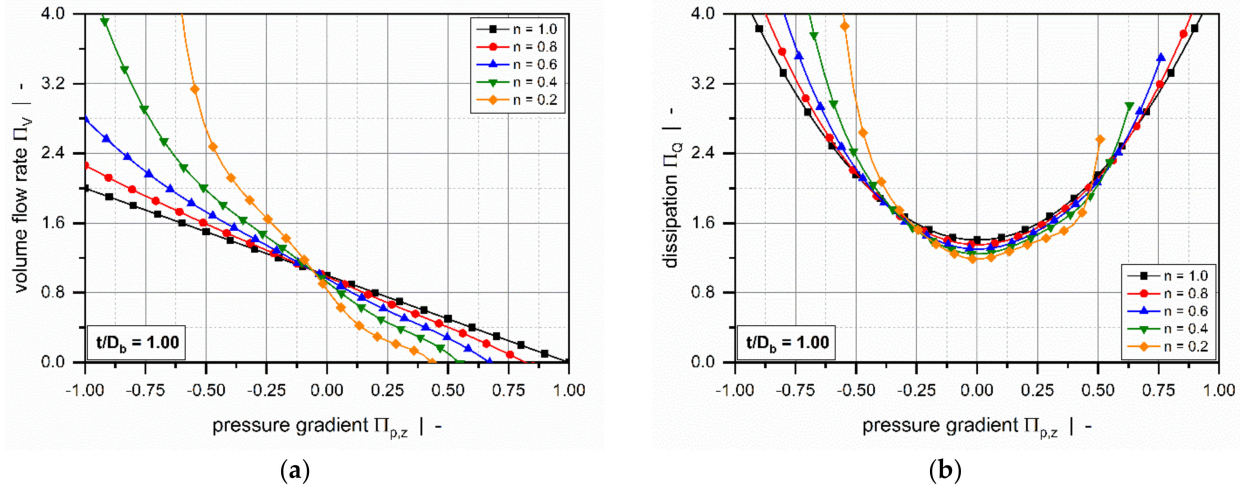 4.0
3.2
2.4
1.6
0.8
0.0
volume flow rate Π_V | -
n = 1.0
n = 0.8
n = 0.6
n = 0.4
n = 0.2
t/D_b = 1.00
-1.00 -0.75 -0.50 -0.25 0.00 0.25 0.50 0.75 1.00
pressure gradient Π_p,z | -
(a)
4.0
3.2
2.4
1.6
0.8
0.0
dissipation Π_Q | -
n = 1.0
n = 0.8
n = 0.6
n = 0.4
n = 0.2
t/D_b = 1.00
-1.00 -0.75 -0.50 -0.25 0.00 0.25 0.50 0.75 1.00
pressure gradient Π_p,z | -
(b)